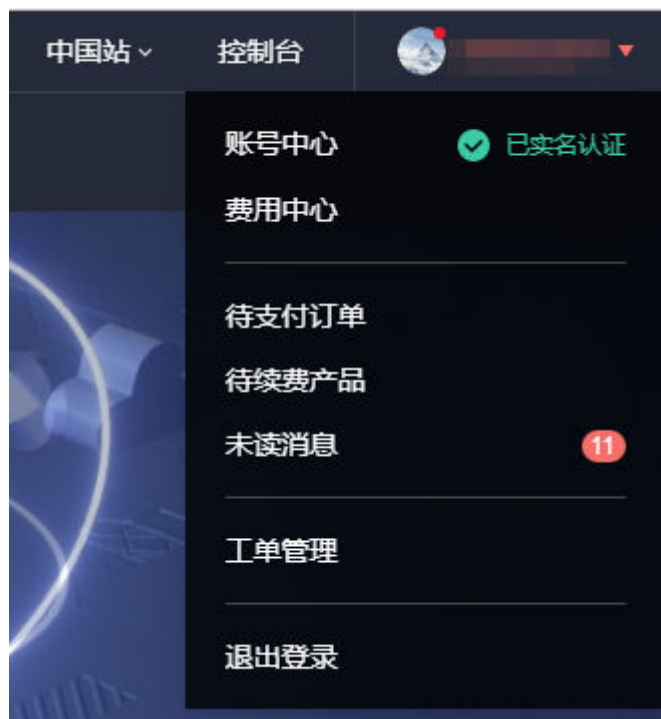 中国站 控制台
账号中心 已实名认证
费用中心
待支付订单
待续费产品
未读消息 11
工单管理
退出登录